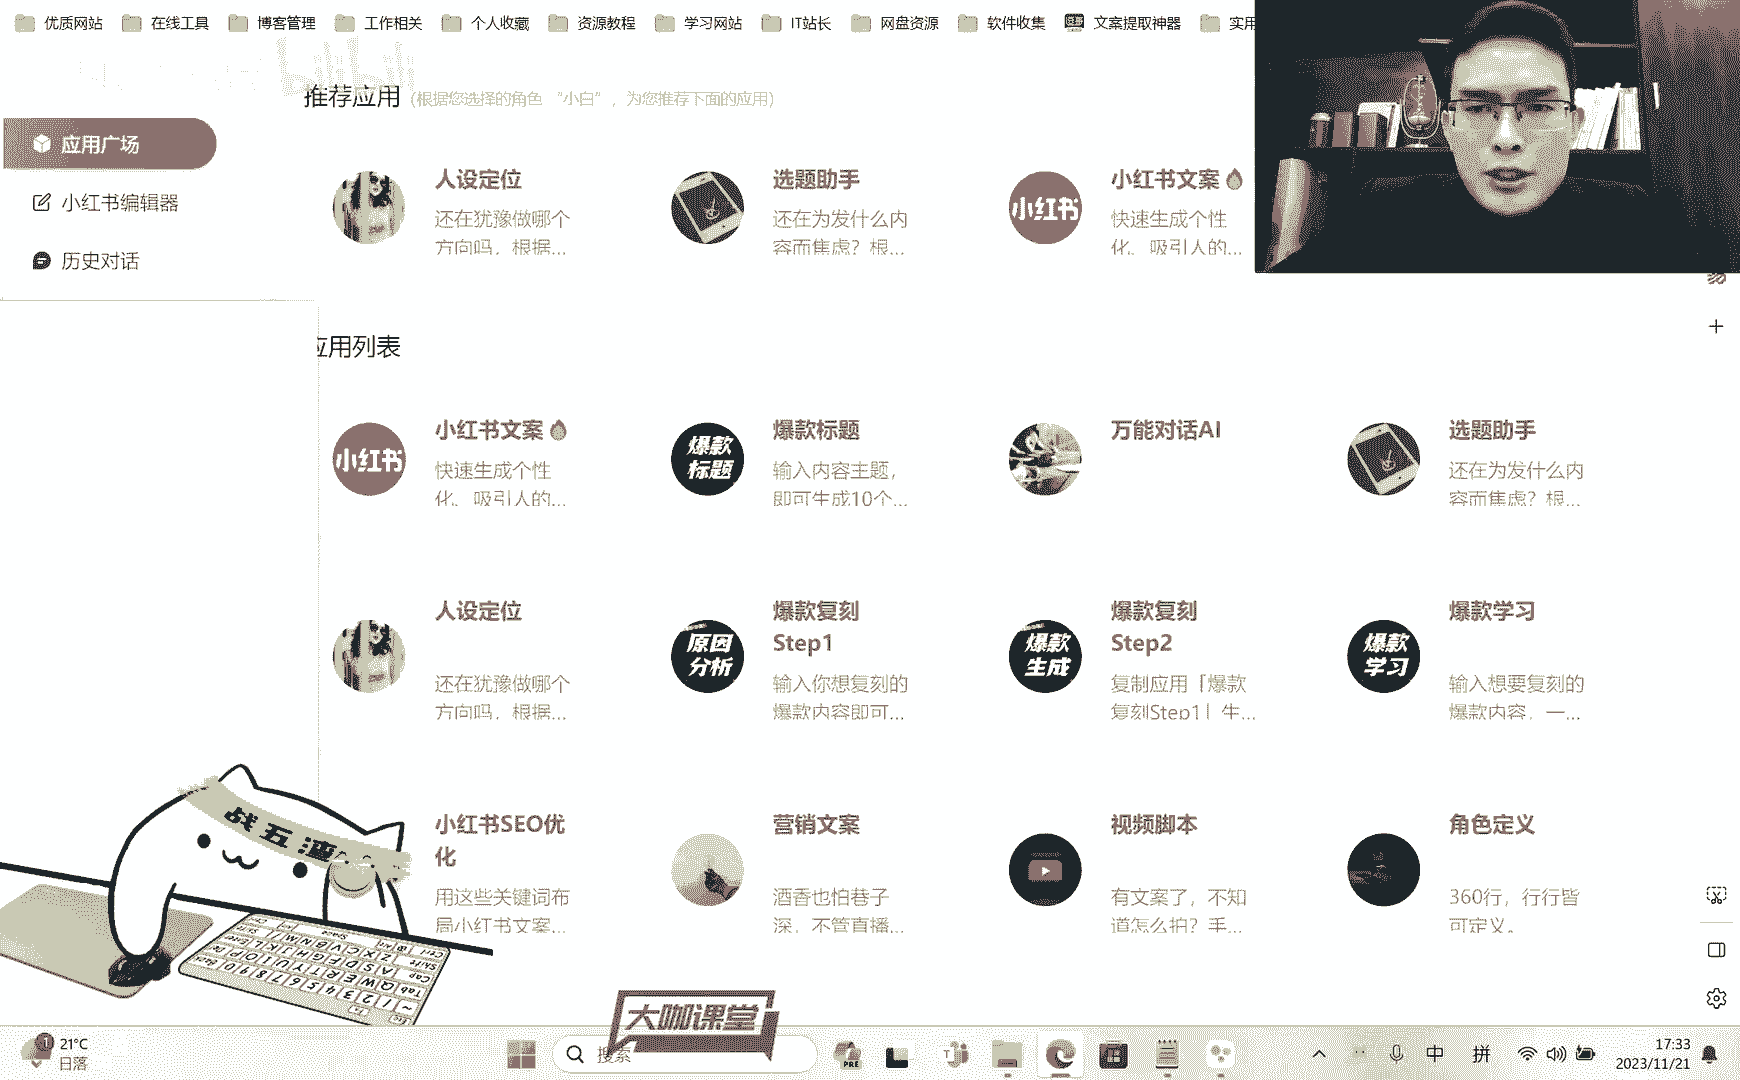 优质网站 在线工具 博客管理 工作相关 个人收藏 资源教程 学习网站 IT站长 网盘资源 软件收集 文案提取神器 实用
bilibili
推荐应用 (根据您选择的角色 “小白”，为您推荐下面的应用)
应用广场
小红书编辑器
历史对话
人设定位
还在犹豫做哪个
方向吗，根据...
选题助手
还在为发什么内
容而焦虑？根...
小红书
小红书文案
快速生成个性
化、吸引人的...
应用列表
小红书
小红书文案
快速生成个性
化、吸引人的...
爆款
标题
爆款标题
输入内容主题，
即可生成10个...
万能对话AI
选题助手
还在为发什么内
容而焦虑？根...
人设定位
还在犹豫做哪个
方向吗，根据...
原因
分析
爆款复刻
Step1
输入你想复刻的
爆款内容即可...
爆款
生成
爆款复刻
Step2
复制应用「爆款
复刻Step1」生...
爆款
学习
爆款学习
输入想要复刻的
爆款内容，一...
小红书SEO优
化
用这些关键词布
局小红书文案...
营销文案
酒香也怕巷子
深，不管直播...
视频脚本
有文案了，不知
道怎么拍？手...
角色定义
360行，行行皆
可定义。
战五渣
大咖课堂
1
21°C
日落
搜索
PRE
中
拼
17:33
2023/11/21